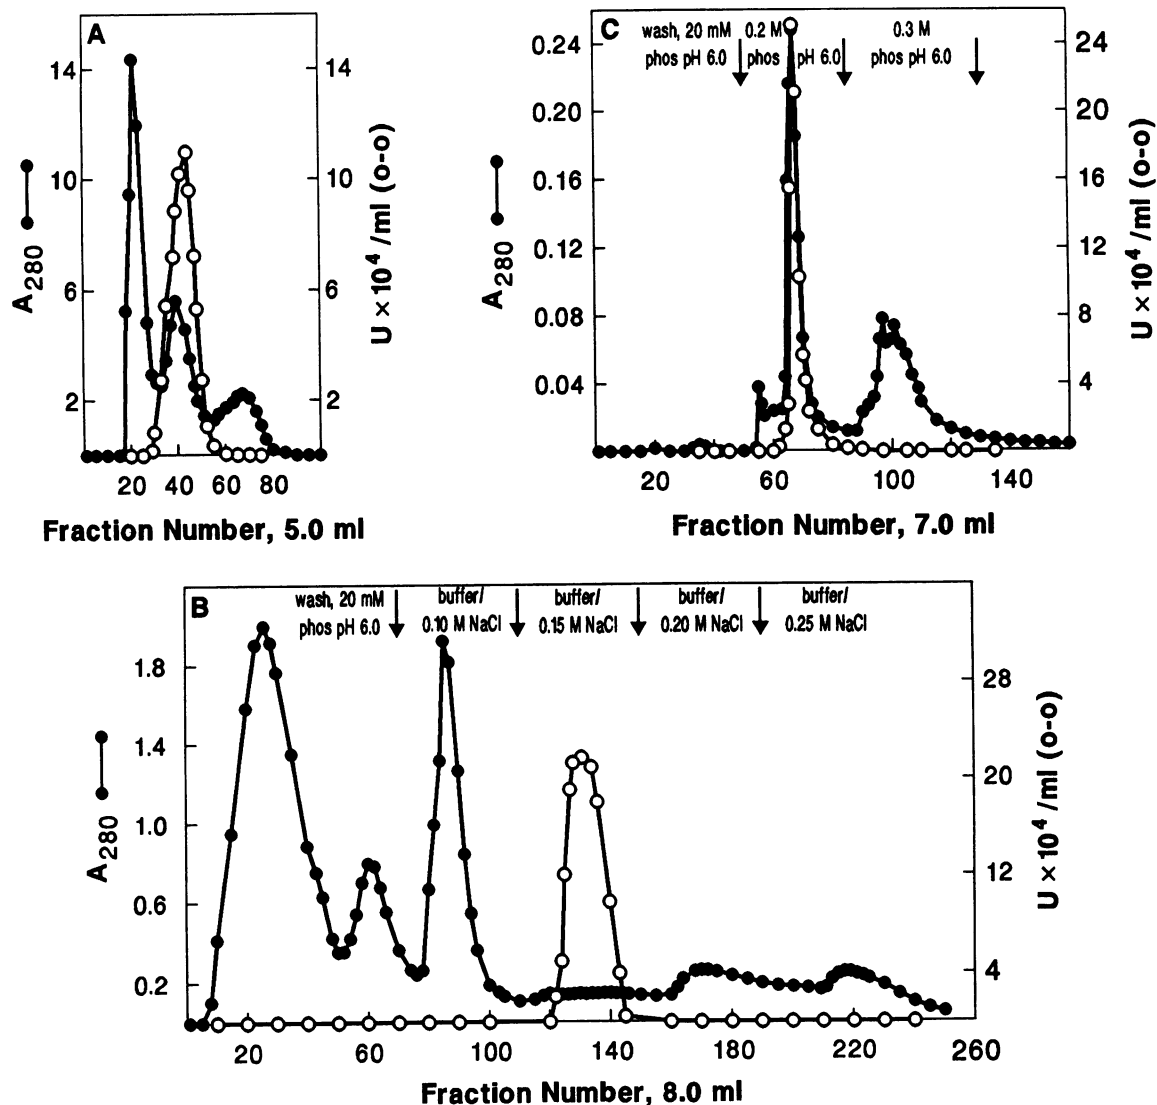 A
14
10
6
2
A280
14
10
6
2
U × 10⁴ /ml (o-o)
20 40 60 80
Fraction Number, 5.0 ml
C
wash, 20 mM
phos pH 6.0
0.2 M
phos pH 6.0
0.3 M
phos pH 6.0
0.24
0.20
0.16
0.12
0.08
0.04
A280
24
20
16
12
8
4
U × 10⁴ /ml (o-o)
20 60 100 140
Fraction Number, 7.0 ml
B
wash, 20 mM
phos pH 6.0
buffer/
0.10 M NaCl
buffer/
0.15 M NaCl
buffer/
0.20 M NaCl
buffer/
0.25 M NaCl
1.8
1.4
1.0
0.6
0.2
A280
28
20
12
4
U × 10⁴ /ml (o-o)
20 60 100 140 180 220 260
Fraction Number, 8.0 ml